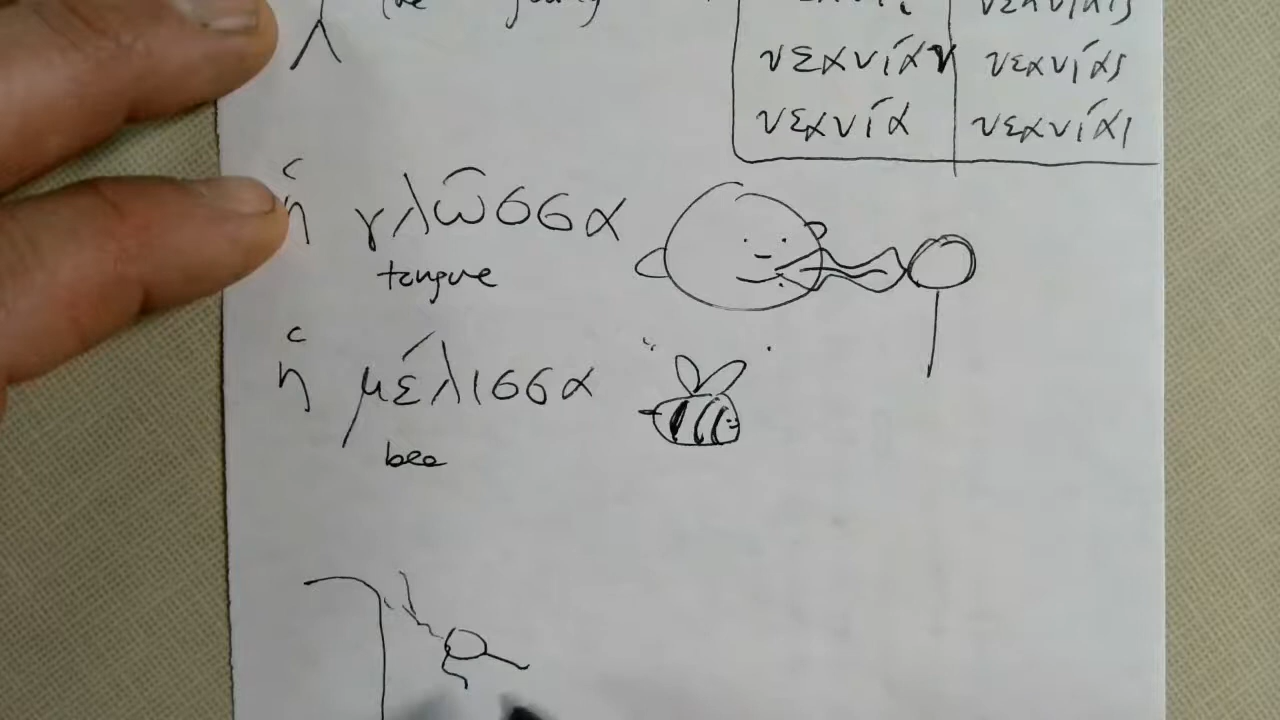 νεανίαν νεανίας
νεανία νεανίαι
ἡ γλῶσσα
tongue
ἡ μέλισσα
bee